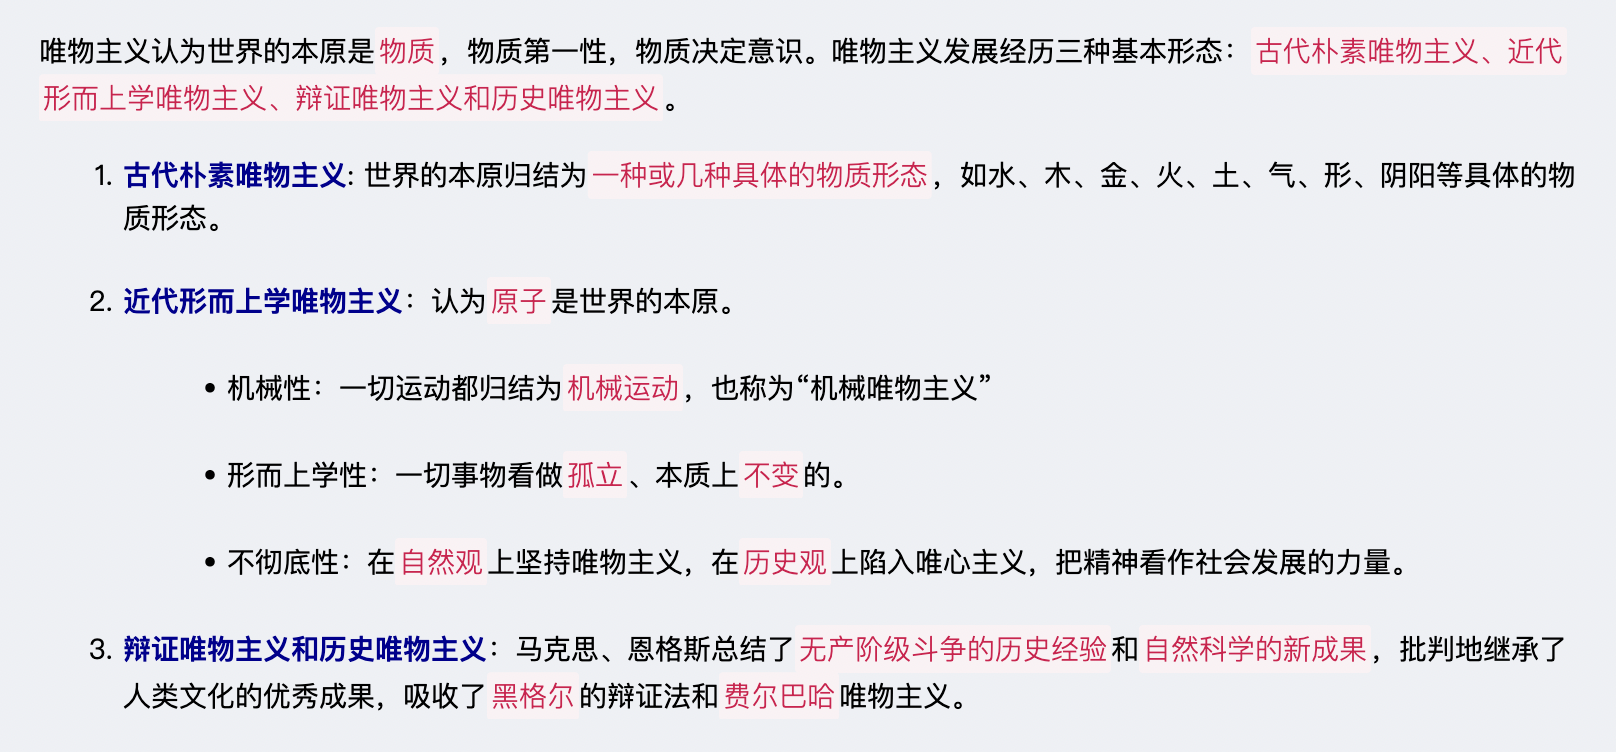 唯物主义认为世界的本原是物质，物质第一性，物质决定意识。唯物主义发展经历三种基本形态：古代朴素唯物主义、近代
形而上学唯物主义、辩证唯物主义和历史唯物主义。
1. 古代朴素唯物主义: 世界的本原归结为一种或几种具体的物质形态，如水、木、金、火、土、气、形、阴阳等具体的物
质形态。
2. 近代形而上学唯物主义：认为原子是世界的本原。
• 机械性：一切运动都归结为机械运动，也称为“机械唯物主义”
• 形而上学性：一切事物看做孤立、本质上不变的。
• 不彻底性：在自然观上坚持唯物主义，在历史观上陷入唯心主义，把精神看作社会发展的力量。
3. 辩证唯物主义和历史唯物主义：马克思、恩格斯总结了无产阶级斗争的历史经验和自然科学的新成果，批判地继承了
人类文化的优秀成果，吸收了黑格尔的辩证法和费尔巴哈唯物主义。